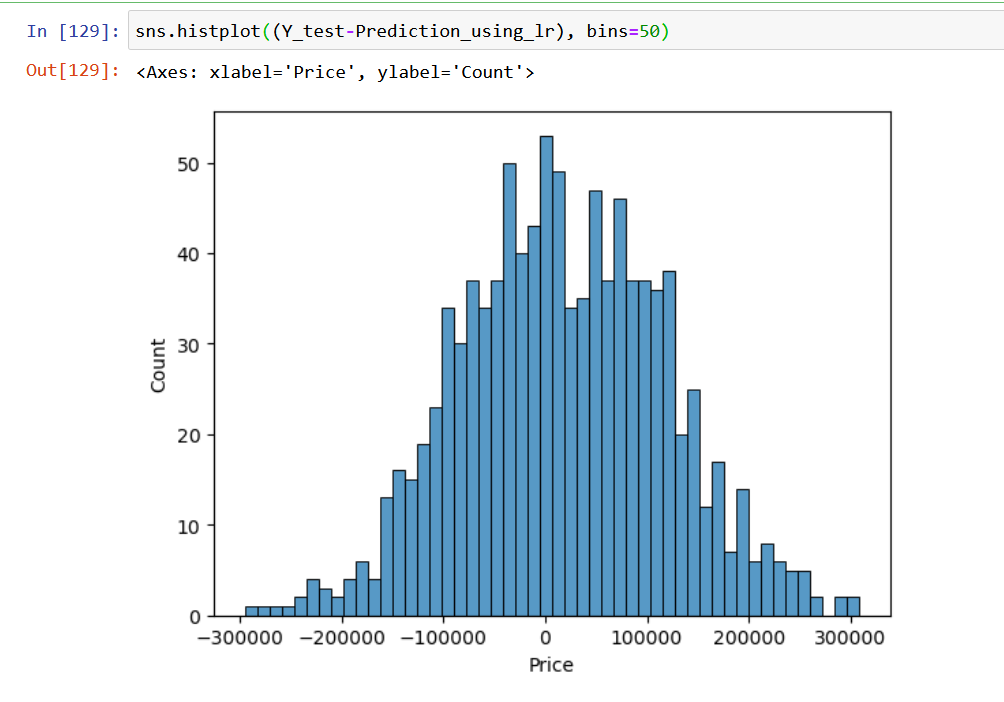 In [129]: sns.histplot((Y_test-Prediction_using_lr), bins=50)
Out[129]: <Axes: xlabel='Price', ylabel='Count'>
50
40
30
20
10
0
Count
−300000 −200000 −100000 0 100000 200000 300000
Price